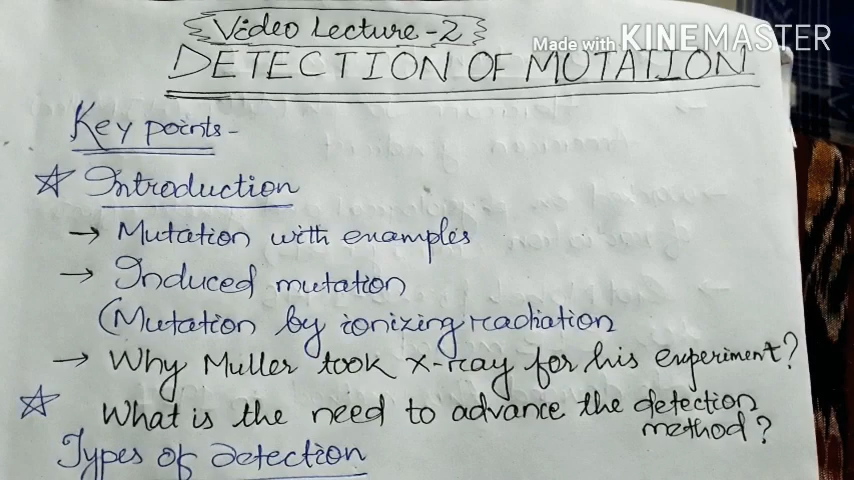 Video Lecture-2
Made with KINEMASTER
DETECTION OF MUTATION
Key points-
☆ Introduction
→ Mutation with examples
→ Induced mutation
(Mutation by ionizing radiation
→ Why Muller took X-ray for his experiment?
☆ What is the need to advance the detection
method?
Types of detection